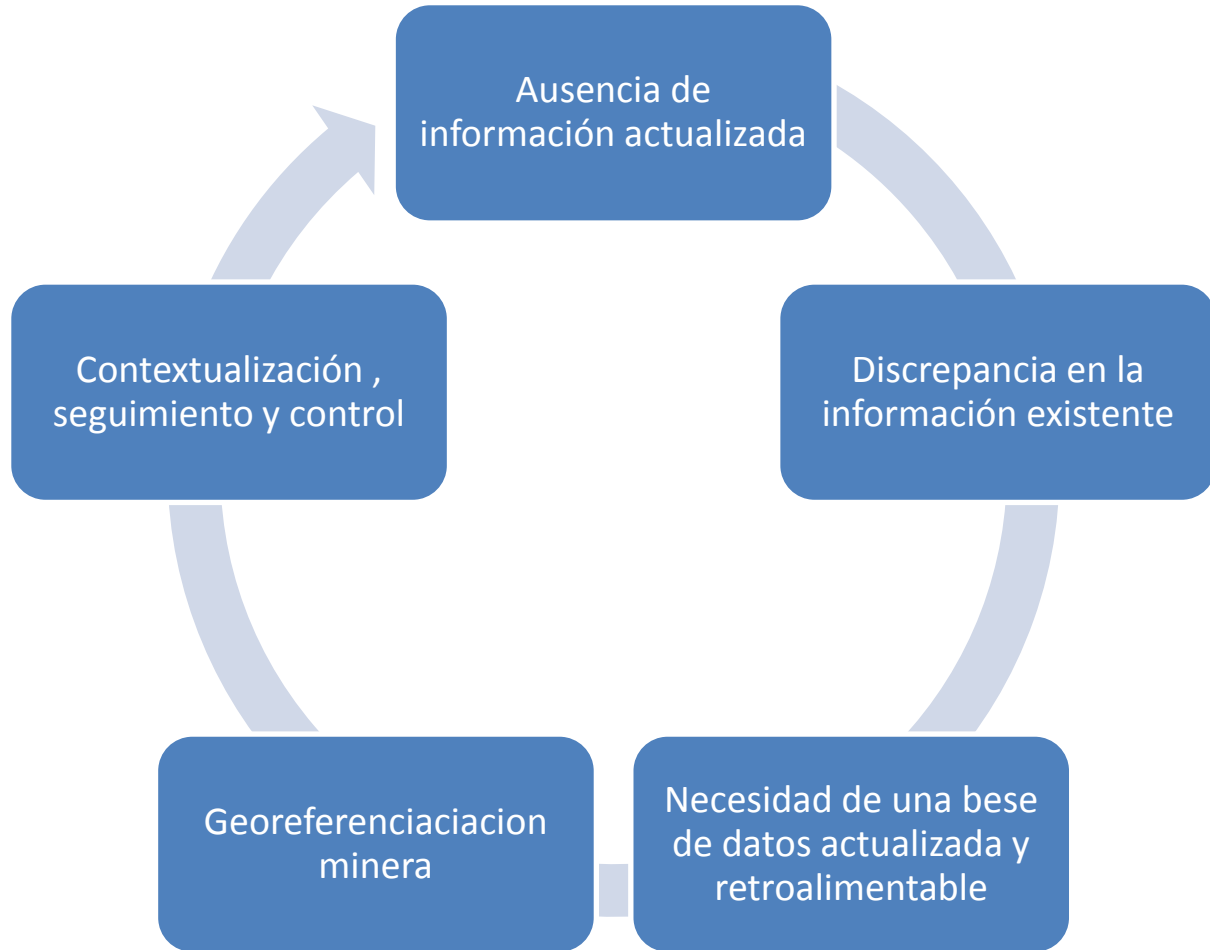 Ausencia de
información actualizada
Discrepancia en la
información existente
Necesidad de una bese
de datos actualizada y
retroalimentable
Georeferenciaciacion
minera
Contextualización ,
seguimiento y control